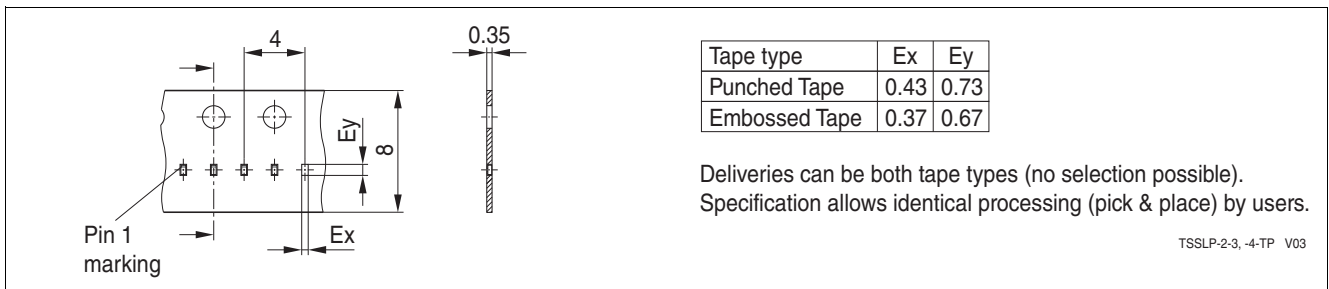 4
0.35
Ey
8
Pin 1
marking
Ex
Tape type Ex Ey
Punched Tape 0.43 0.73
Embossed Tape 0.37 0.67
Deliveries can be both tape types (no selection possible).
Specification allows identical processing (pick & place) by users.
TSSLP-2-3, -4-TP V03